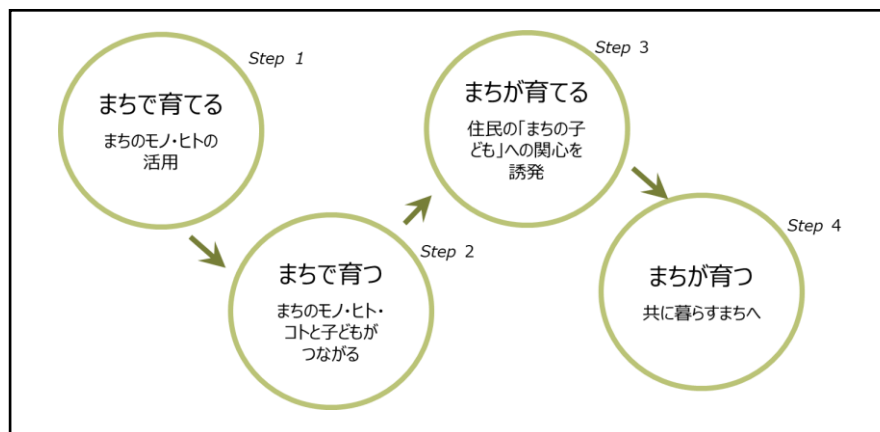 Step 1
まちで育てる
まちのモノ・ヒトの
活用
Step 2
まちで育つ
まちのモノ・ヒト・
コトと子どもが
つながる
Step 3
まちが育てる
住民の「まちの子
ども」への関心を
誘発
Step 4
まちが育つ
共に暮らすまちへ